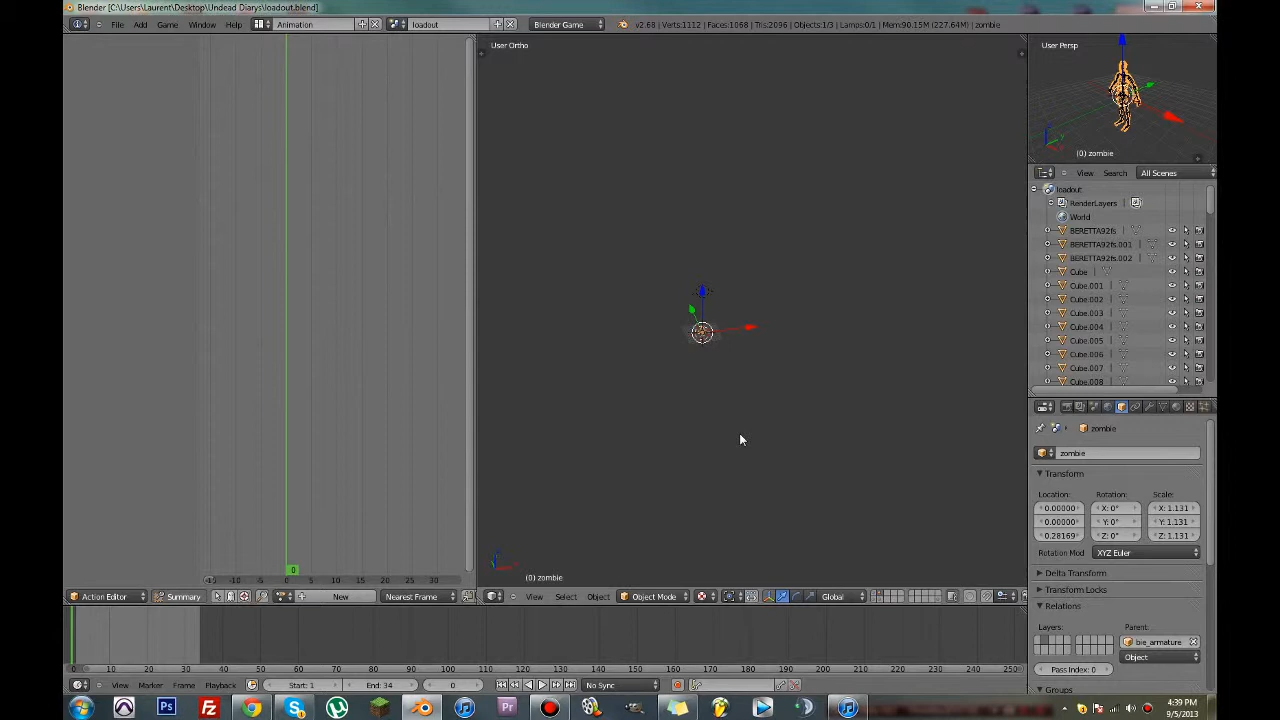 Blender [C:\Users\Laurent\Desktop\Undead Diarys\loadout.blend]
File Add Game Window Help Animation loadout Blender Game v2.68 | Verts:1112 | Faces:1068 | Tris:2096 | Objects:1/3 | Lamps:0/1 | Mem:90.15M (227.64M) | zombie
User Ortho
User Persp
(0) zombie
View Search All Scenes
loadout
RenderLayers
World
BERETTA92fs
BERETTA92fs.001
BERETTA92fs.002
Cube
Cube.001
Cube.002
Cube.003
Cube.004
Cube.005
Cube.006
Cube.007
Cube.008
zombie
zombie
Transform
Location: Rotation: Scale:
0.00000 X: 0° X: 1.131
0.00000 Y: 0° Y: 1.131
0.28169 Z: 0° Z: 1.131
Rotation Mod XYZ Euler
Delta Transform
Transform Locks
Relations
Layers: Parent:
bie_armature
Object
Pass Index: 0
Groups
0
-15 -10 -5 0 5 10 15 20 25 30
(0) zombie
Action Editor Summary New Nearest Frame
View Select Object Object Mode Global
0 10 20 30 40 50 60 70 80 90 100 110 120 130 140 150 160 170 180 190 200 210 220 230 240 250
View Marker Frame Playback Start: 1 End: 34 0 No Sync
4:39 PM
9/5/2013